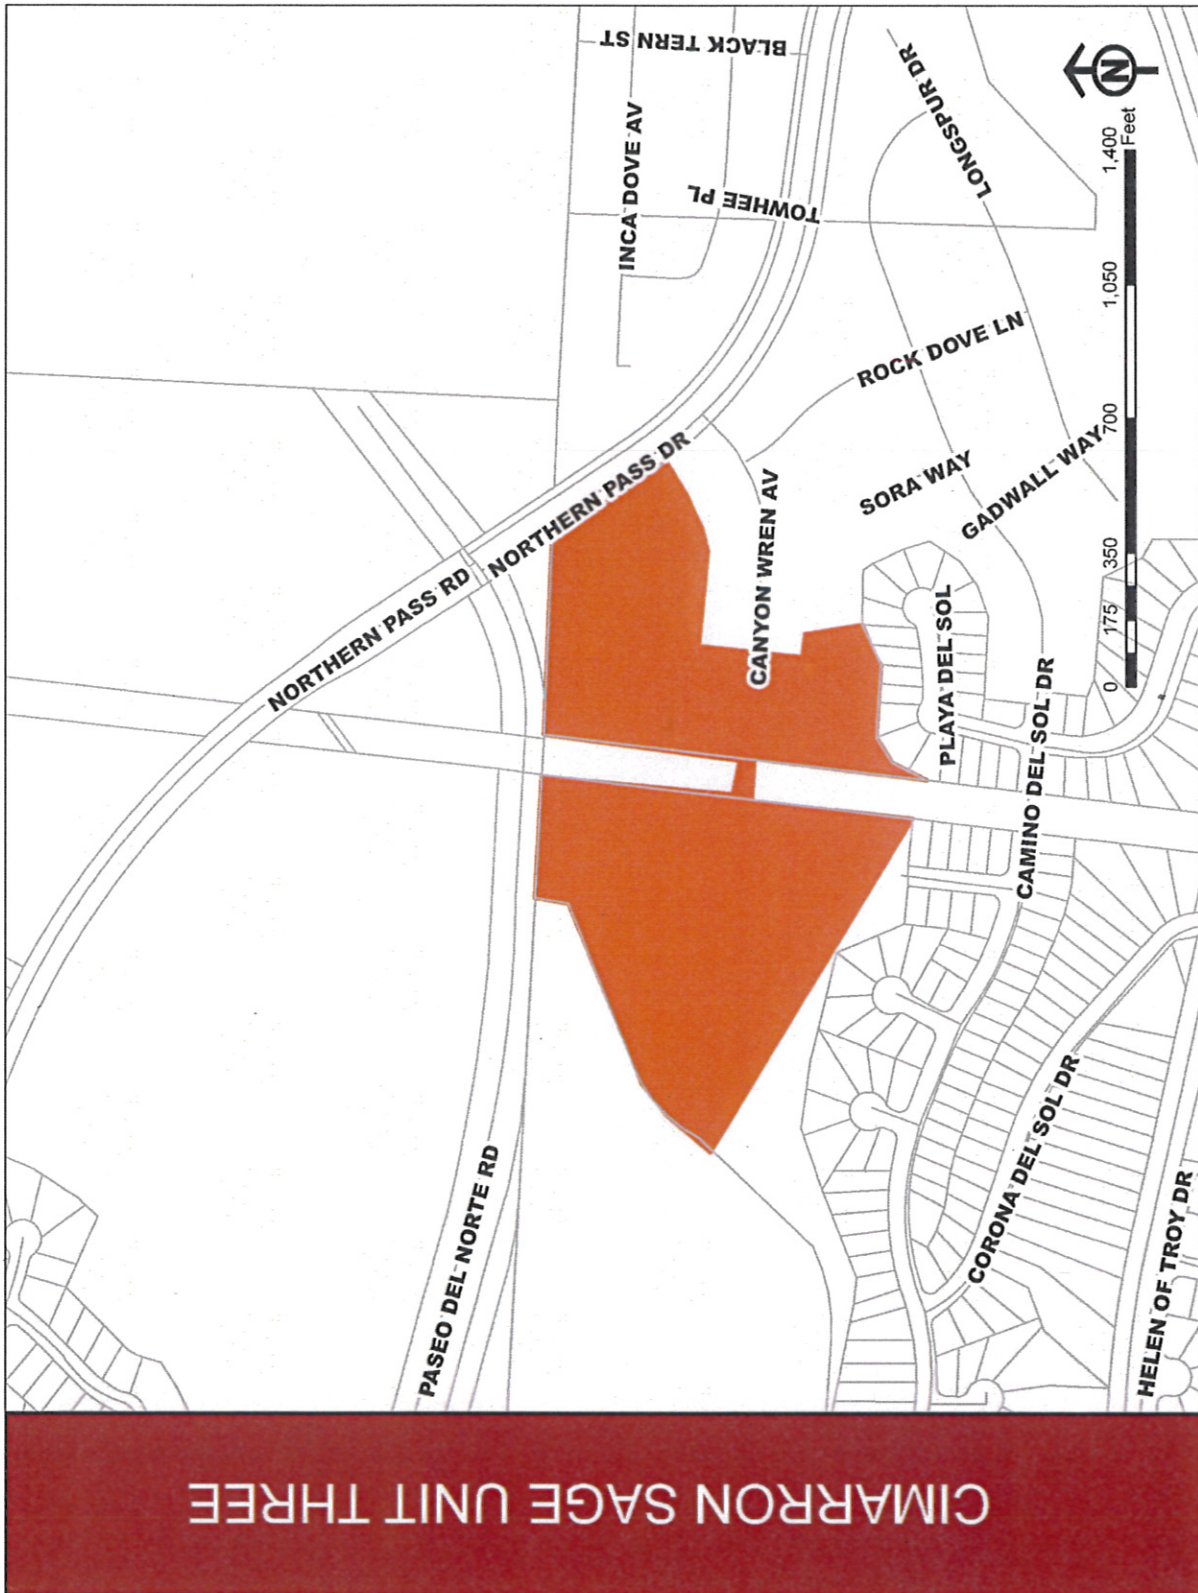 CIMARRON SAGE UNIT THREE
BLACK TERN ST
INCA DOVE AV
TOWHEE PL
LONGSPUR DR
NORTHERN PASS RD
NORTHERN PASS DR
ROCK DOVE LN
SORA WAY
GADWALL WAY
CANYON WREN AV
PLAYA DEL SOL
CAMINO DEL SOL DR
PASEO DEL NORTE RD
CORONA DEL SOL DR
HELEN OF TROY DR
0 175 350 700 1,050 1,400
Feet
N